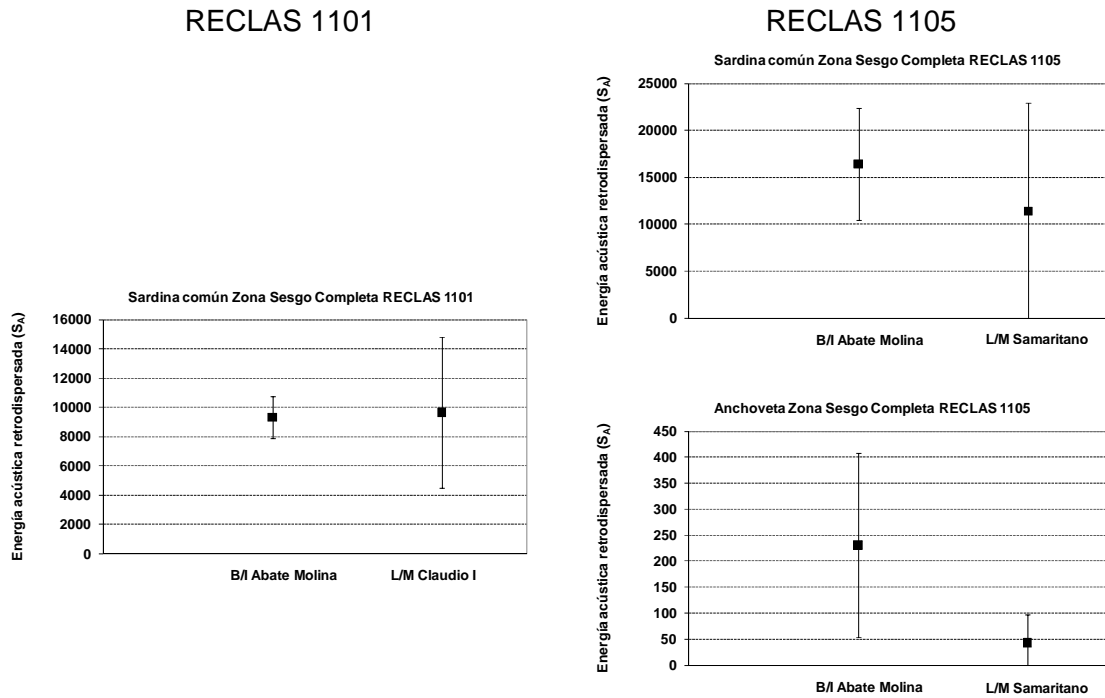 RECLAS 1101
RECLAS 1105
Sardina común Zona Sesgo Completa RECLAS 1101
Energía acústica retrodispersada (SA)
16000
14000
12000
10000
8000
6000
4000
2000
0
B/I Abate Molina
L/M Claudio I
Sardina común Zona Sesgo Completa RECLAS 1105
Energía acústica retrodispersada (SA)
25000
20000
15000
10000
5000
0
B/I Abate Molina
L/M Samaritano
Anchoveta Zona Sesgo Completa RECLAS 1105
Energía acústica retrodispersada (SA)
450
400
350
300
250
200
150
100
50
0
B/I Abate Molina
L/M Samaritano